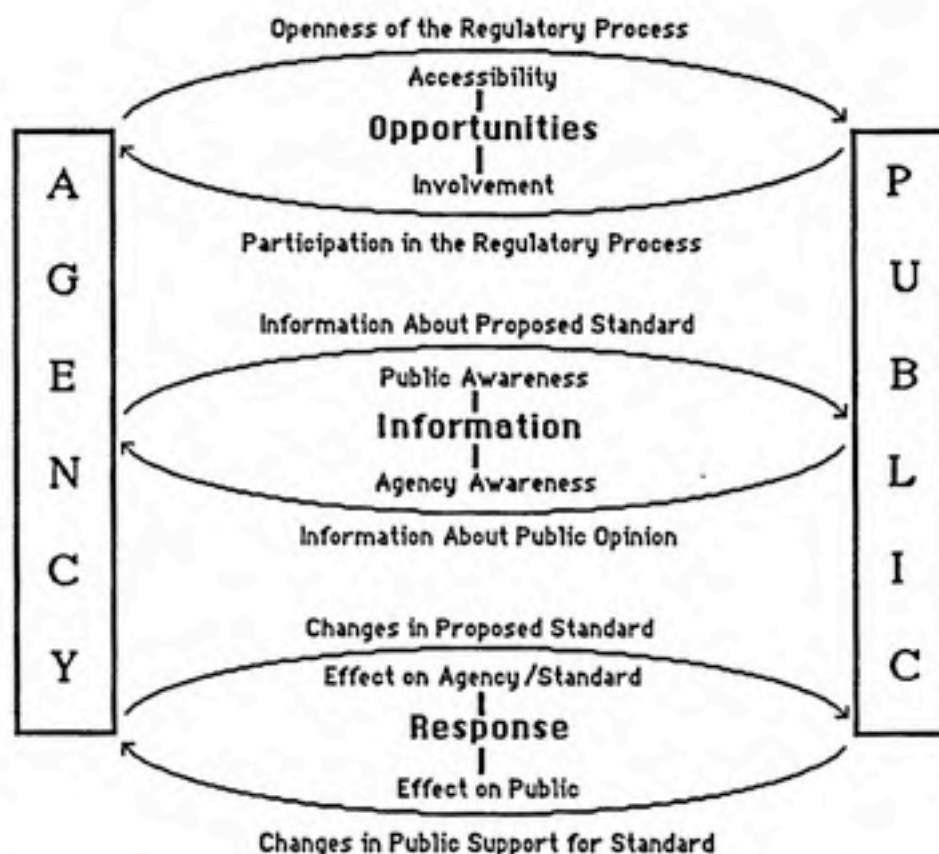 Openness of the Regulatory Process
Accessibility
Opportunities
Involvement
Participation in the Regulatory Process
Information About Proposed Standard
Public Awareness
Information
Agency Awareness
Information About Public Opinion
Changes in Proposed Standard
Effect on Agency/Standard
Response
Effect on Public
Changes in Public Support for Standard
AGENCY
PUBLIC